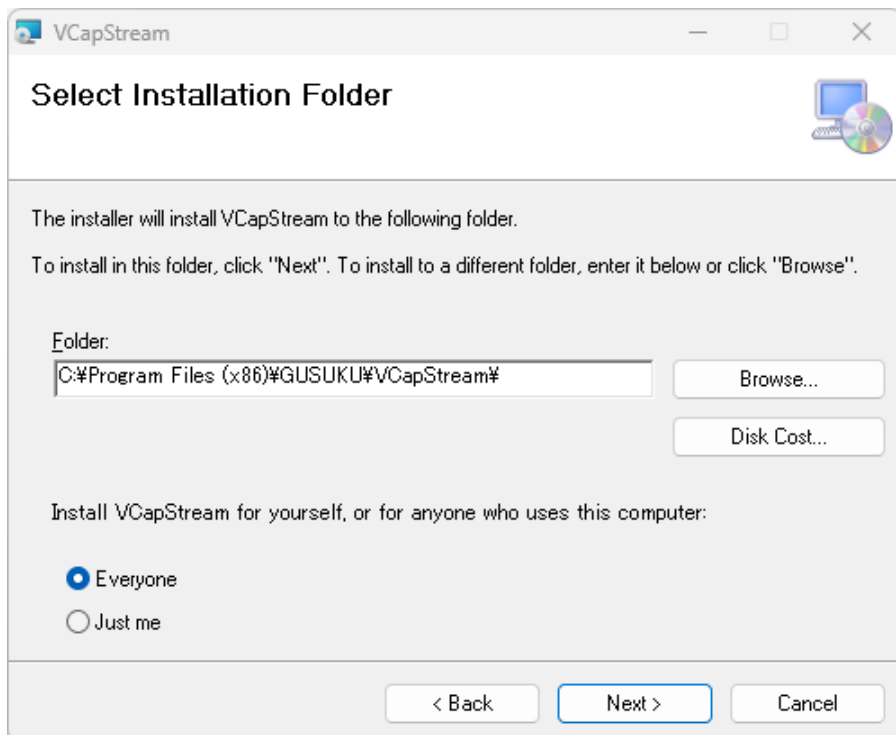 VCapStream
Select Installation Folder
The installer will install VCapStream to the following folder.
To install in this folder, click "Next". To install to a different folder, enter it below or click "Browse".
Folder:
C:¥Program Files (x86)¥GUSUKU¥VCapStream¥
Browse...
Disk Cost...
Install VCapStream for yourself, or for anyone who uses this computer:
Everyone
Just me
< Back
Next >
Cancel